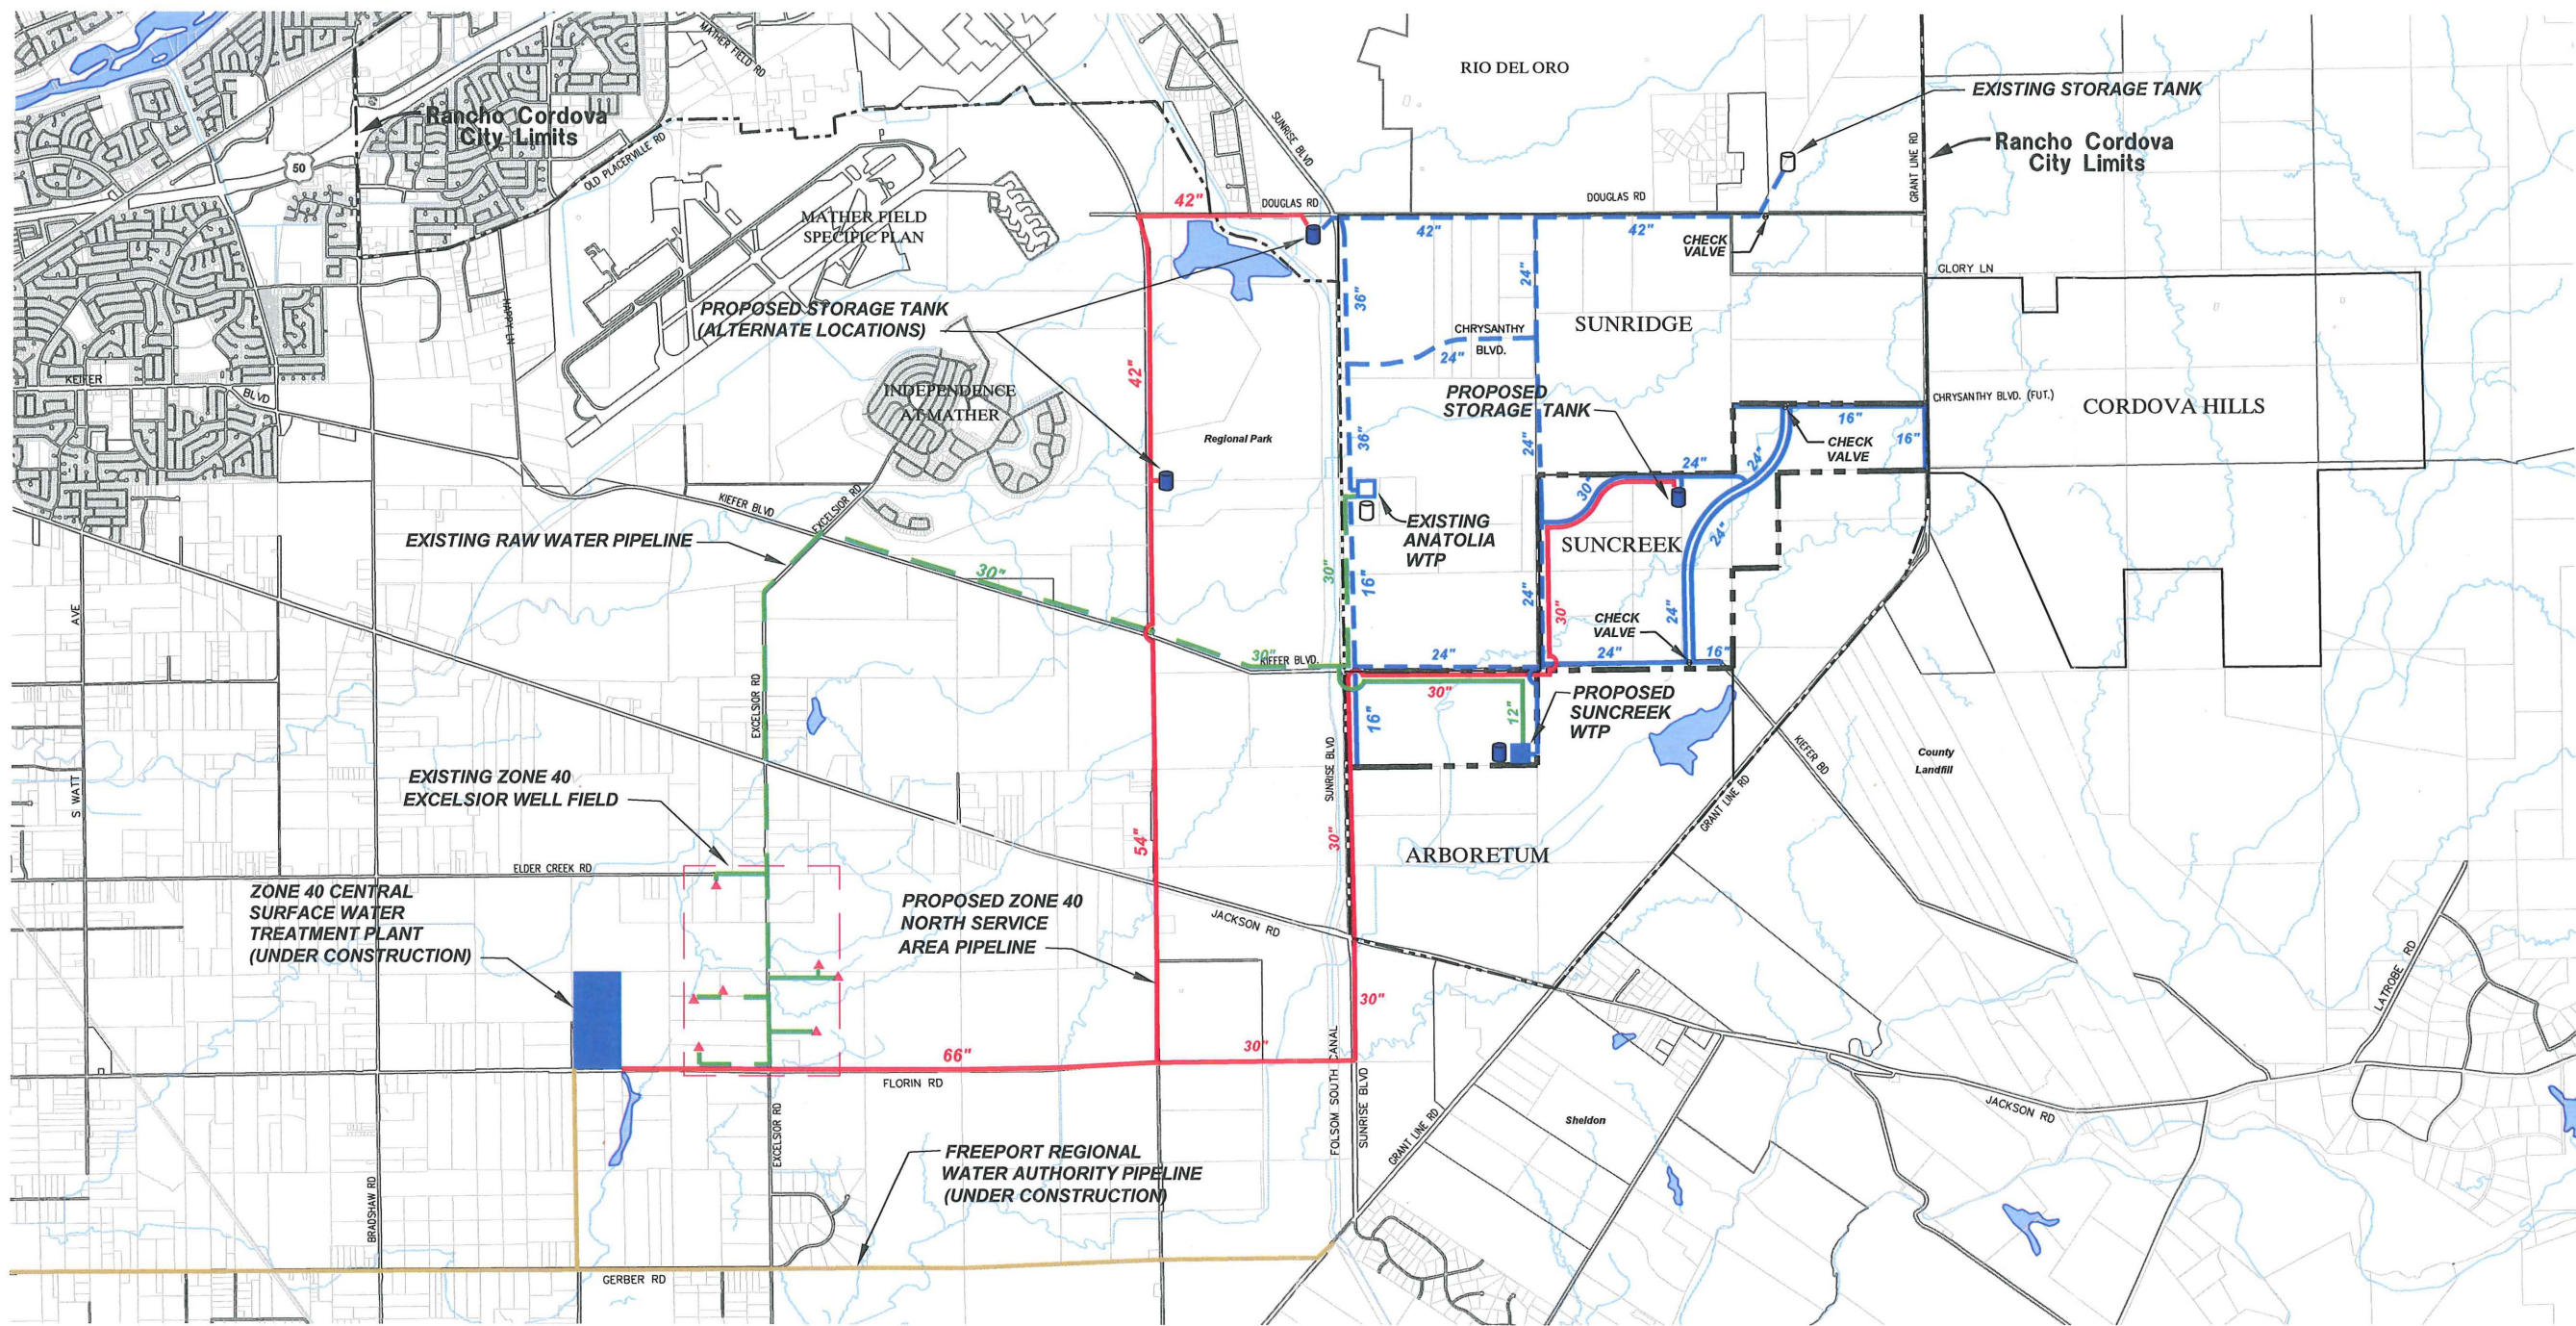 MATHER FIELD RD
RIO DEL ORO
EXISTING STORAGE TANK
Rancho Cordova
City Limits
50
OLD PLACERVILLE RD
SUNRISE BLVD
GRANT LINE RD
Rancho Cordova
City Limits
42"
DOUGLAS RD
DOUGLAS RD
MATHER FIELD
SPECIFIC PLAN
42"
42"
CHECK
VALVE
GLORY LN
HAPPY LN
PROPOSED STORAGE TANK
(ALTERNATE LOCATIONS)
36"
24"
CHRYSANTHY
BLVD.
24"
SUNRIDGE
KEIFER
BLVD
42"
INDEPENDENCE
AT MATHER
PROPOSED
STORAGE TANK
CHRYSANTHY BLVD. (FUT.)
CORDOVA HILLS
16"
16"
CHECK
VALVE
Regional Park
36"
24"
24"
24"
30"
KIEFER BLVD
EXCELSIOR RD
EXISTING RAW WATER PIPELINE
EXISTING
ANATOLIA
WTP
SUNCREEK
24"
30"
30"
16"
24"
30"
CHECK
VALVE
24"
S WATT
AVE
30"
KIFFER BLVD.
24"
24"
16"
EXCELSIOR RD
30"
16"
12"
PROPOSED
SUNCREEK
WTP
KIEFER BD
County
Landfill
SUNRISE BLVD
GRANT LINE RD
EXISTING ZONE 40
EXCELSIOR WELL FIELD
54"
30"
ARBORETUM
ELDER CREEK RD
ZONE 40 CENTRAL
SURFACE WATER
TREATMENT PLANT
(UNDER CONSTRUCTION)
PROPOSED ZONE 40
NORTH SERVICE
AREA PIPELINE
JACKSON RD
LATROBE RD
30"
66"
30"
FLORIN RD
FOLSOM SOUTH CANAL
SUNRISE BLVD
EXCELSIOR RD
GRANT LINE RD
Sheldon
JACKSON RD
BRADSHAW RD
FREEPORT REGIONAL
WATER AUTHORITY PIPELINE
(UNDER CONSTRUCTION)
GERBER RD